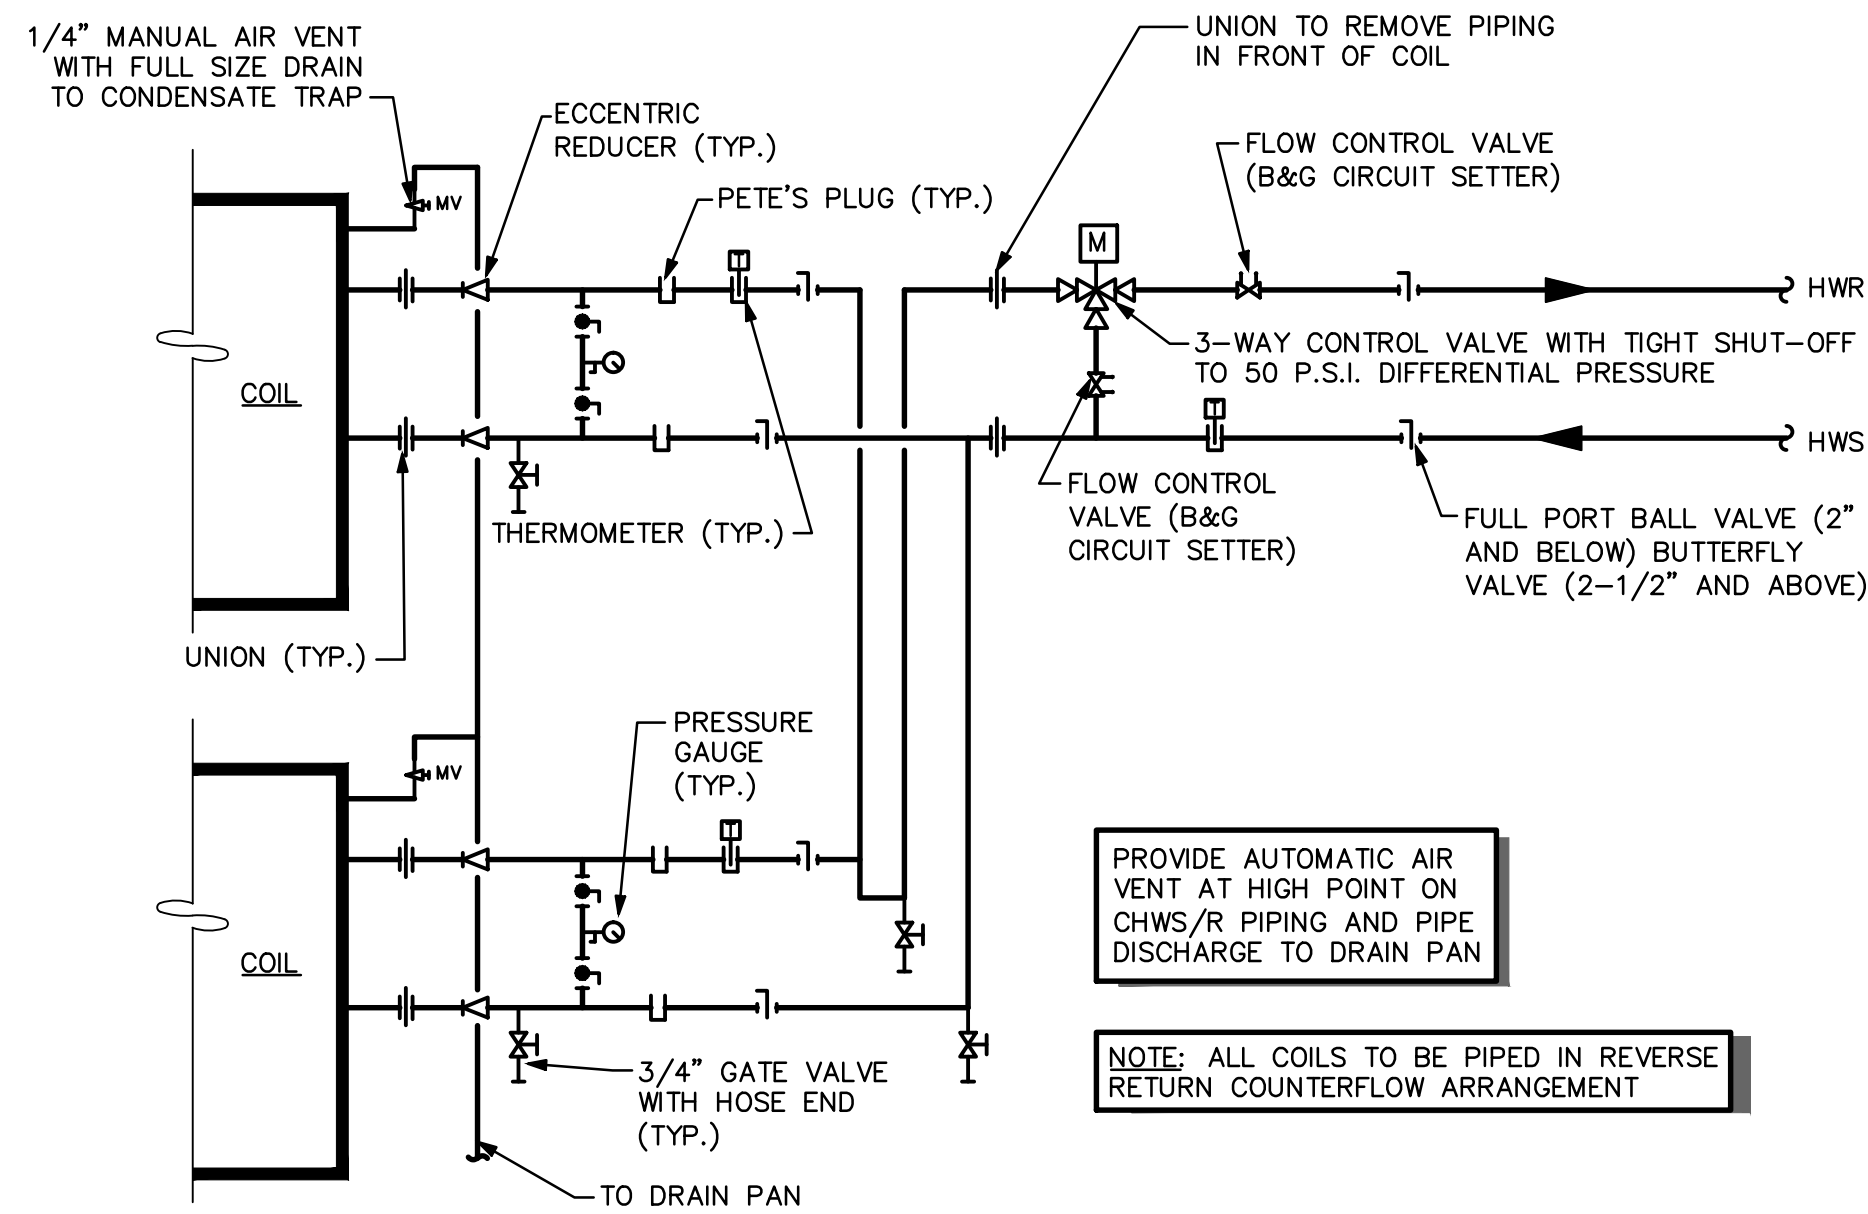 1/4" MANUAL AIR VENT
WITH FULL SIZE DRAIN
TO CONDENSATE TRAP
ECCENTRIC
REDUCER (TYP.)
PETE'S PLUG (TYP.)
UNION TO REMOVE PIPING
IN FRONT OF COIL
FLOW CONTROL VALVE
(B&G CIRCUIT SETTER)
MV
T
M
HWR
3-WAY CONTROL VALVE WITH TIGHT SHUT-OFF
TO 50 P.S.I. DIFFERENTIAL PRESSURE
COIL
T
HWS
THERMOMETER (TYP.)
FLOW CONTROL
VALVE (B&G
CIRCUIT SETTER)
FULL PORT BALL VALVE (2"
AND BELOW) BUTTERFLY
VALVE (2-1/2" AND ABOVE)
UNION (TYP.)
PRESSURE
GAUGE
(TYP.)
MV
T
COIL
PROVIDE AUTOMATIC AIR
VENT AT HIGH POINT ON
CHWS/R PIPING AND PIPE
DISCHARGE TO DRAIN PAN
3/4" GATE VALVE
WITH HOSE END
(TYP.)
NOTE: ALL COILS TO BE PIPED IN REVERSE
RETURN COUNTERFLOW ARRANGEMENT
TO DRAIN PAN